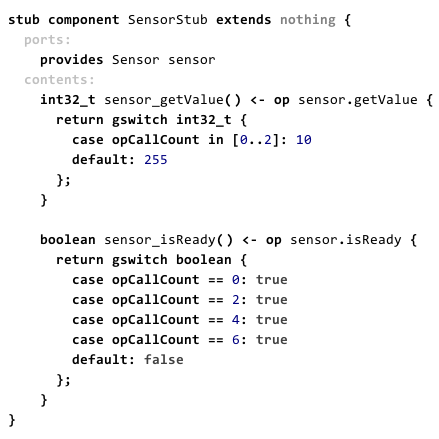 stub component SensorStub extends nothing {
  ports:
    provides Sensor sensor
  contents:
    int32_t sensor_getValue() <- op sensor.getValue {
      return gswitch int32_t {
        case opCallCount in [0..2]: 10
        default: 255
      };
    }

    boolean sensor_isReady() <- op sensor.isReady {
      return gswitch boolean {
        case opCallCount == 0: true
        case opCallCount == 2: true
        case opCallCount == 4: true
        case opCallCount == 6: true
        default: false
      };
    }
}